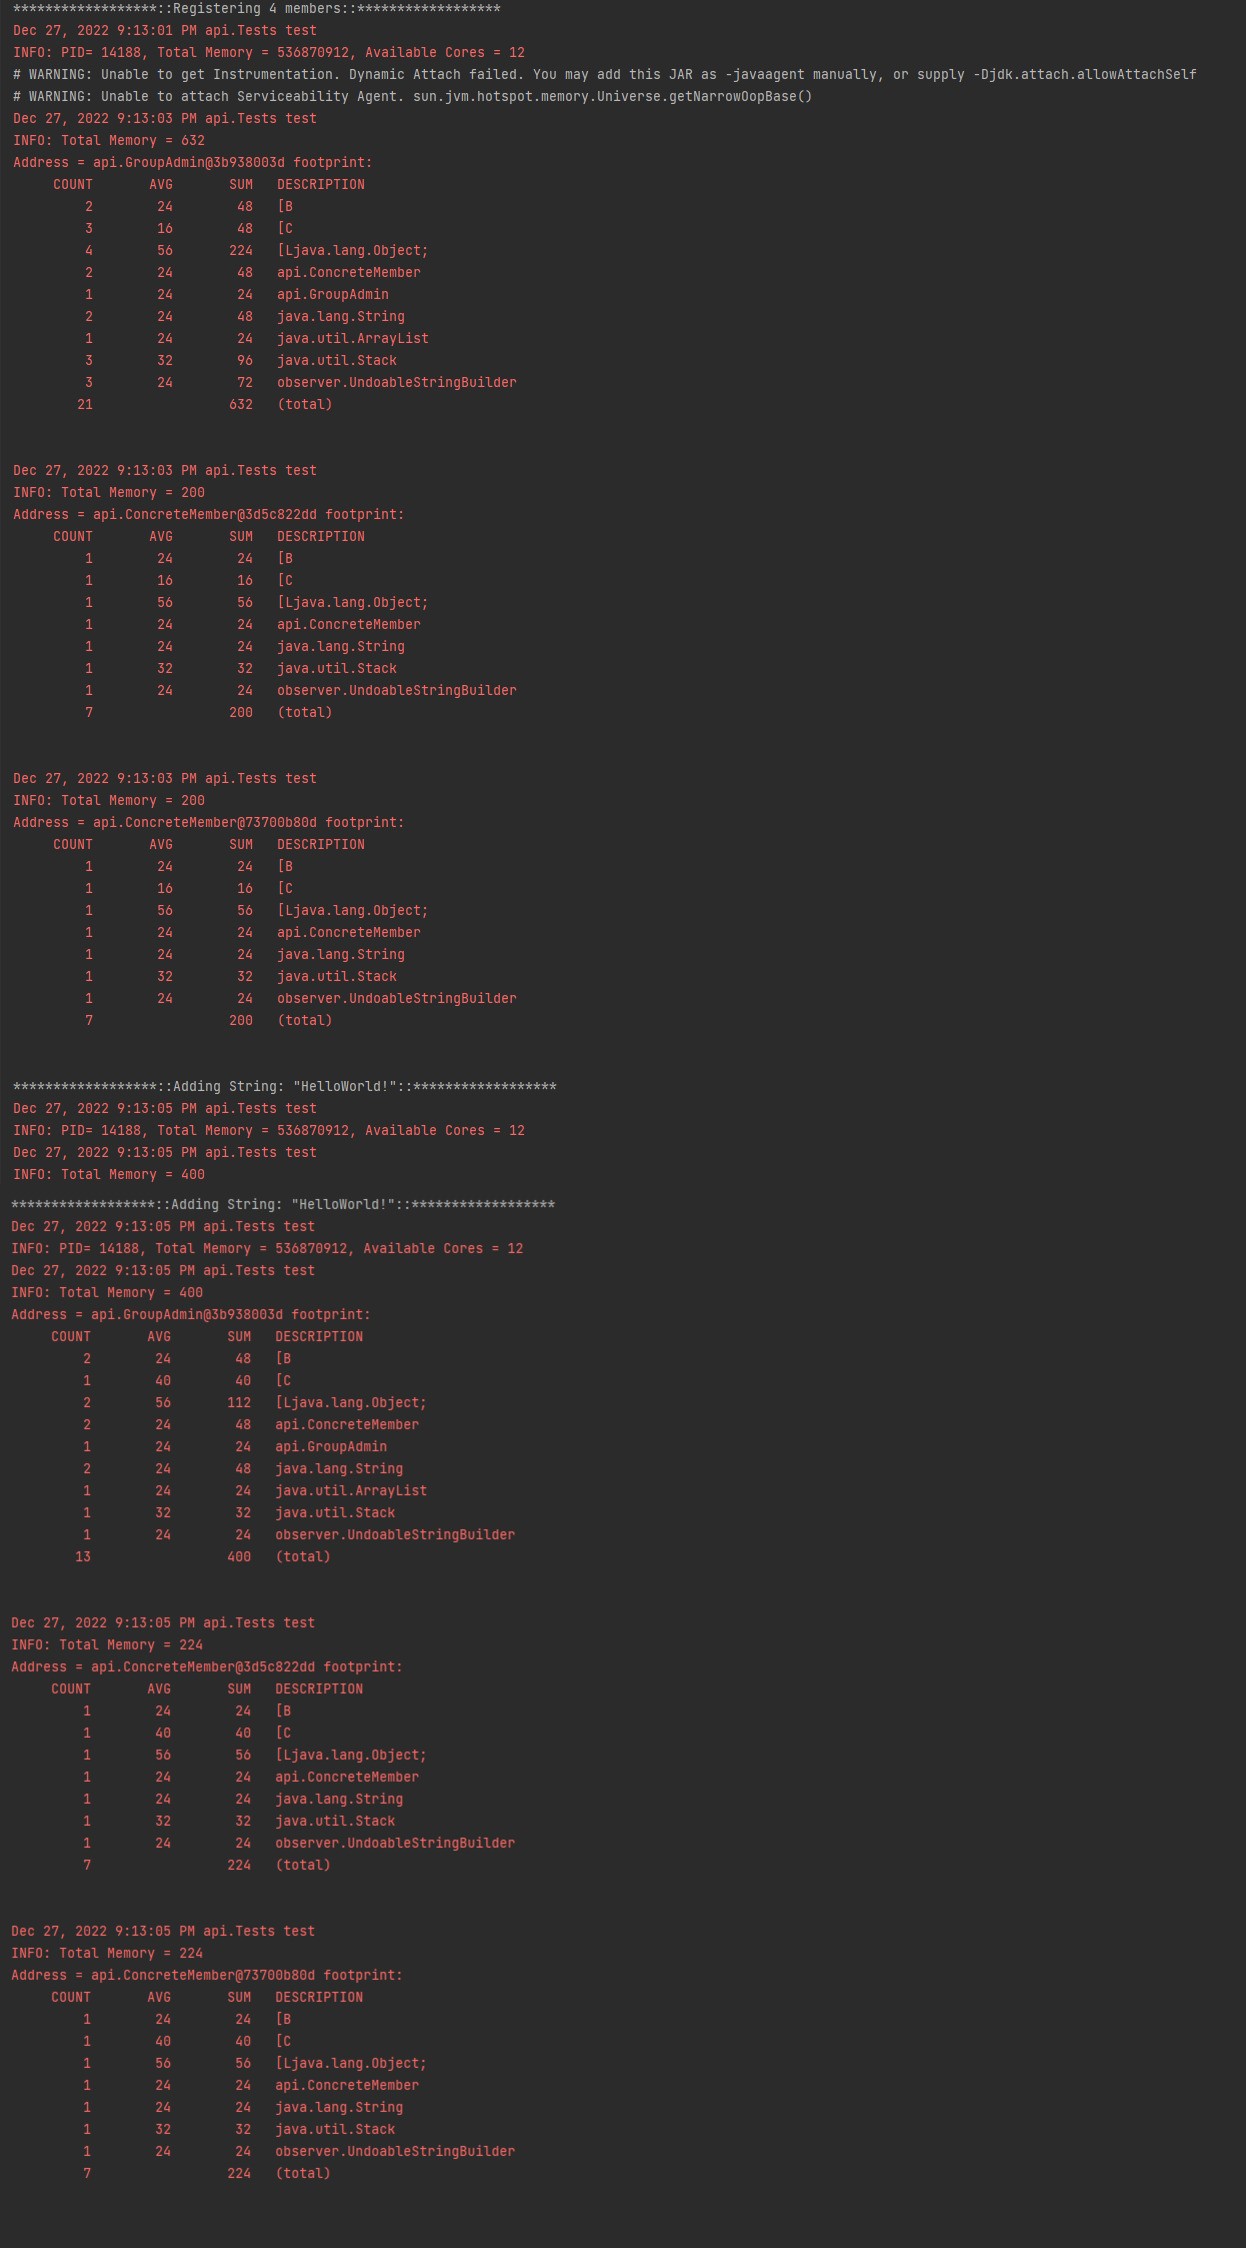 ******************::Registering 4 members::******************
Dec 27, 2022 9:13:01 PM api.Tests test
INFO: PID= 14188, Total Memory = 536870912, Available Cores = 12
# WARNING: Unable to get Instrumentation. Dynamic Attach failed. You may add this JAR as -javaagent manually, or supply -Djdk.attach.allowAttachSelf
# WARNING: Unable to attach Serviceability Agent. sun.jvm.hotspot.memory.Universe.getNarrowOopBase()
Dec 27, 2022 9:13:03 PM api.Tests test
INFO: Total Memory = 632
Address = api.GroupAdmin@3b938003d footprint:
     COUNT       AVG       SUM   DESCRIPTION
         2        24        48   [B
         3        16        48   [C
         4        56       224   [Ljava.lang.Object;
         2        24        48   api.ConcreteMember
         1        24        24   api.GroupAdmin
         2        24        48   java.lang.String
         1        24        24   java.util.ArrayList
         3        32        96   java.util.Stack
         3        24        72   observer.UndoableStringBuilder
        21                 632   (total)
Dec 27, 2022 9:13:03 PM api.Tests test
INFO: Total Memory = 200
Address = api.ConcreteMember@3d5c822dd footprint:
     COUNT       AVG       SUM   DESCRIPTION
         1        24        24   [B
         1        16        16   [C
         1        56        56   [Ljava.lang.Object;
         1        24        24   api.ConcreteMember
         1        24        24   java.lang.String
         1        32        32   java.util.Stack
         1        24        24   observer.UndoableStringBuilder
         7                 200   (total)
Dec 27, 2022 9:13:03 PM api.Tests test
INFO: Total Memory = 200
Address = api.ConcreteMember@73700b80d footprint:
     COUNT       AVG       SUM   DESCRIPTION
         1        24        24   [B
         1        16        16   [C
         1        56        56   [Ljava.lang.Object;
         1        24        24   api.ConcreteMember
         1        24        24   java.lang.String
         1        32        32   java.util.Stack
         1        24        24   observer.UndoableStringBuilder
         7                 200   (total)
******************::Adding String: "HelloWorld!"::******************
Dec 27, 2022 9:13:05 PM api.Tests test
INFO: PID= 14188, Total Memory = 536870912, Available Cores = 12
Dec 27, 2022 9:13:05 PM api.Tests test
INFO: Total Memory = 400
******************::Adding String: "HelloWorld!"::******************
Dec 27, 2022 9:13:05 PM api.Tests test
INFO: PID= 14188, Total Memory = 536870912, Available Cores = 12
Dec 27, 2022 9:13:05 PM api.Tests test
INFO: Total Memory = 400
Address = api.GroupAdmin@3b938003d footprint:
     COUNT       AVG       SUM   DESCRIPTION
         2        24        48   [B
         1        40        40   [C
         2        56       112   [Ljava.lang.Object;
         2        24        48   api.ConcreteMember
         1        24        24   api.GroupAdmin
         2        24        48   java.lang.String
         1        24        24   java.util.ArrayList
         1        32        32   java.util.Stack
         1        24        24   observer.UndoableStringBuilder
        13                 400   (total)
Dec 27, 2022 9:13:05 PM api.Tests test
INFO: Total Memory = 224
Address = api.ConcreteMember@3d5c822dd footprint:
     COUNT       AVG       SUM   DESCRIPTION
         1        24        24   [B
         1        40        40   [C
         1        56        56   [Ljava.lang.Object;
         1        24        24   api.ConcreteMember
         1        24        24   java.lang.String
         1        32        32   java.util.Stack
         1        24        24   observer.UndoableStringBuilder
         7                 224   (total)
Dec 27, 2022 9:13:05 PM api.Tests test
INFO: Total Memory = 224
Address = api.ConcreteMember@73700b80d footprint:
     COUNT       AVG       SUM   DESCRIPTION
         1        24        24   [B
         1        40        40   [C
         1        56        56   [Ljava.lang.Object;
         1        24        24   api.ConcreteMember
         1        24        24   java.lang.String
         1        32        32   java.util.Stack
         1        24        24   observer.UndoableStringBuilder
         7                 224   (total)